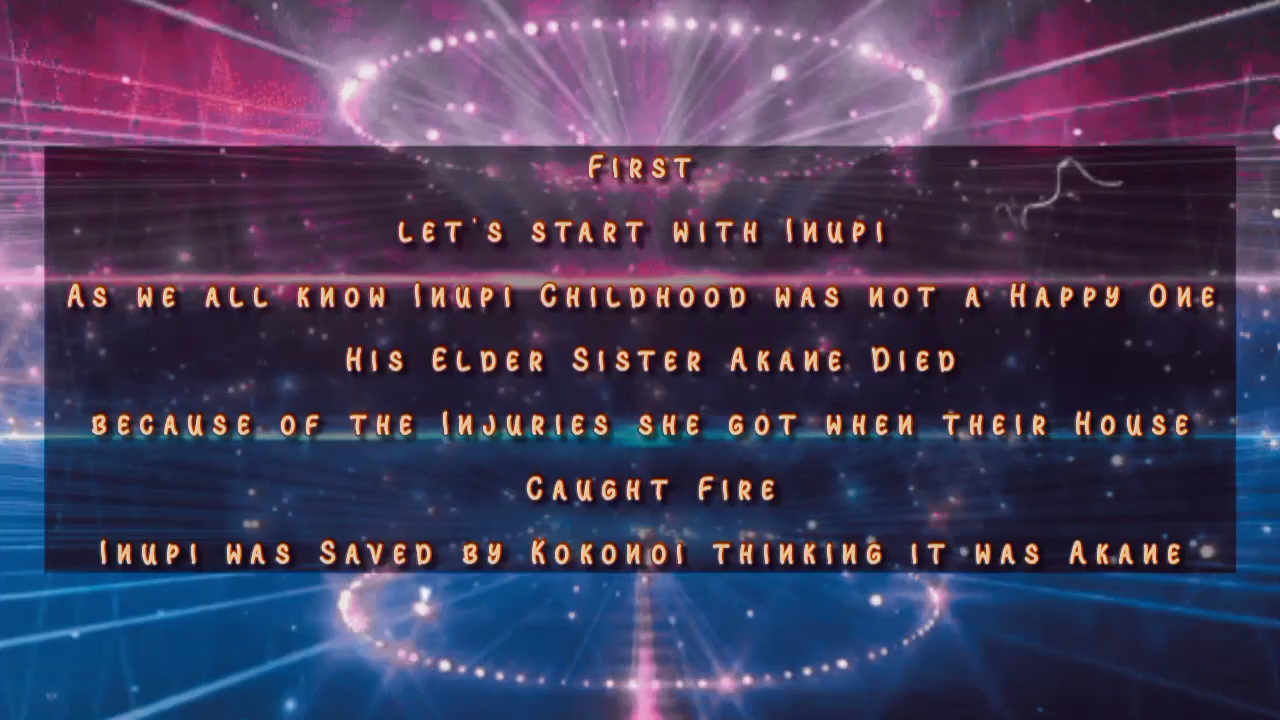 First
let's start with Inupi
As we all know Inupi Childhood was not a Happy One
His Elder Sister Akane Died
because of the Injuries she got when their House
Caught Fire
Inupi was Saved by Kokonoi thinking it was Akane